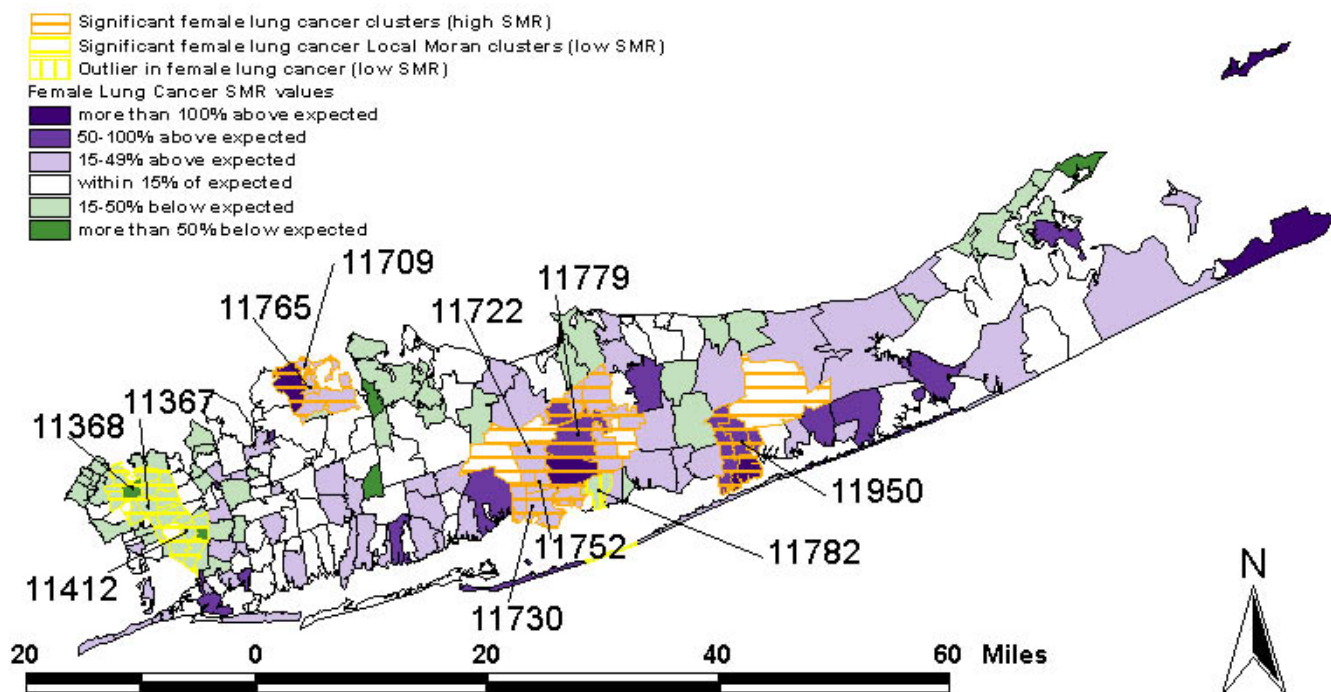 Significant female lung cancer clusters (high SMR)
Significant female lung cancer Local Moran clusters (low SMR)
Outlier in female lung cancer (low SMR)
Female Lung Cancer SMR values
more than 100% above expected
50-100% above expected
15-49% above expected
within 15% of expected
15-50% below expected
more than 50% below expected
11709
11779
11765
11722
11367
11368
11950
11752
11782
11412
11730
N
20 0 20 40 60 Miles